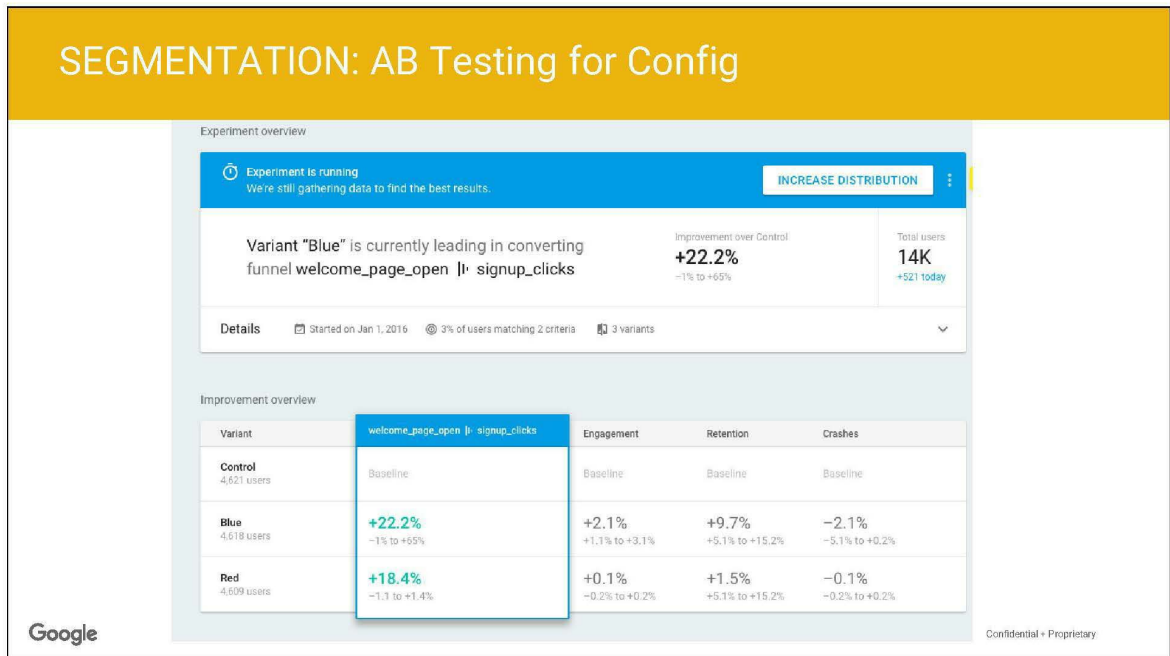 SEGMENTATION: AB Testing for Config
Experiment overview
Experiment is running
We're still gathering data to find the best results.
INCREASE DISTRIBUTION
Variant "Blue" is currently leading in converting
funnel welcome_page_open signup_clicks
Improvement over Control
+22.2%
−1% to +65%
Total users
14K
+521 today
Details Started on Jan 1, 2016 3% of users matching 2 criteria 3 variants
Improvement overview
Variant welcome_page_open signup_clicks Engagement Retention Crashes
Control
4,621 users
Baseline Baseline Baseline Baseline
Blue +22.2% +2.1% +9.7% −2.1%
4,618 users −1% to +65% +1.1% to +3.1% +5.1% to +15.2% −5.1% to +0.2%
Red +18.4% +0.1% +1.5% −0.1%
4,609 users −1.1 to +1.4% −0.2% to +0.2% +5.1% to +15.2% −0.2% to +0.2%
Google
Confidential + Proprietary